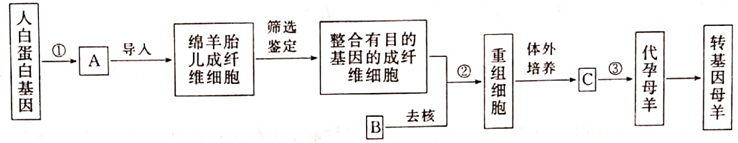 人白蛋白基因
①
A
导入
绵羊胎
儿成纤
维细胞
筛选
鉴定
整合有目的
基因的成纤
维细胞
B
去核
②
重组细胞
体外
培养
C
③
代孕母羊
转基因母羊